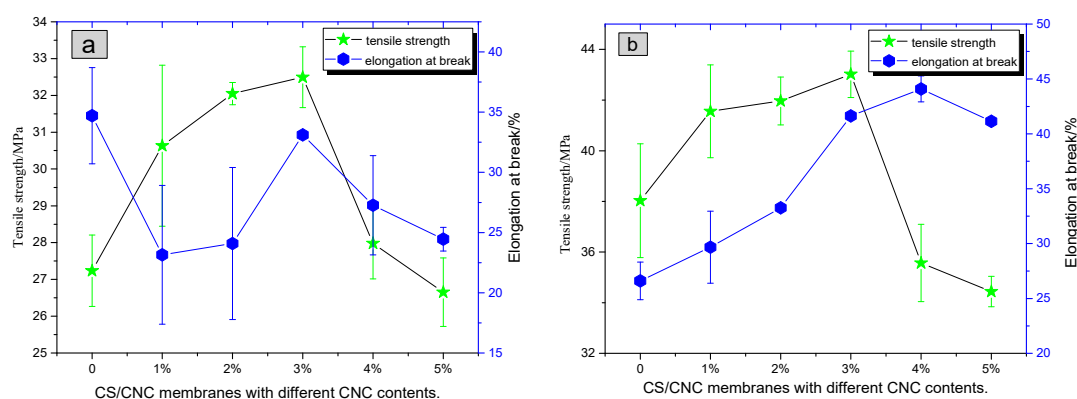 a
tensile strength
elongation at break
34
33
32
31
30
29
28
27
26
25
Tensile strength/MPa
40
35
30
25
20
15
Elongation at break/%
0 1% 2% 3% 4% 5%
CS/CNC membranes with different CNC contents.
b
tensile strength
elongation at break
44
40
36
32
Tensile strength/MPa
50
45
40
35
30
25
20
Elongation at break/%
0 1% 2% 3% 4% 5%
CS/CNC membranes with different CNC contents.